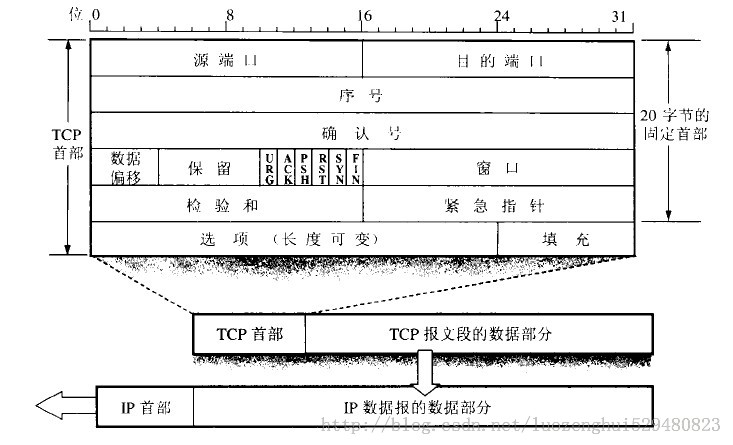 位 0 8 16 24 31
源端口 目的端口
序号
TCP 首部
确认号
20 字节的固定首部
数据偏移 保留 URG ACK PSH RST SYN FIN 窗口
检验和 紧急指针
选项 (长度可变) 填充
TCP 首部 TCP 报文段的数据部分
IP 首部 IP 数据报的数据部分
http://blog.csdn.net/luozenghui529480823